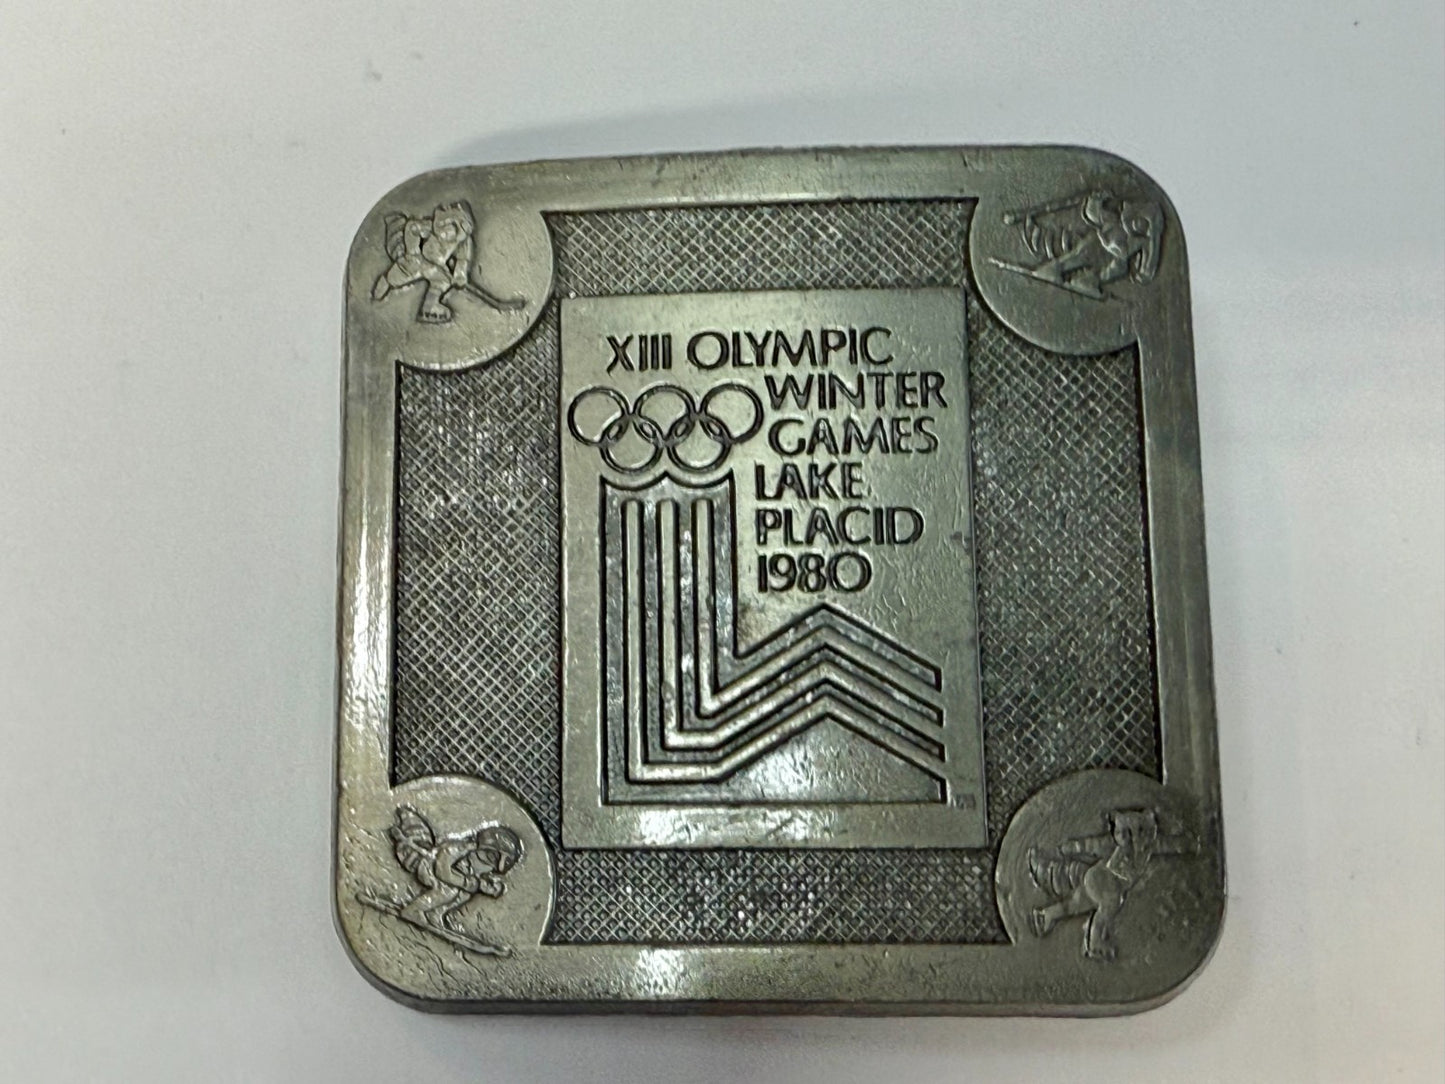 XIII OLYMPIC
WINTER
GAMES
LAKE
PLACID
1980